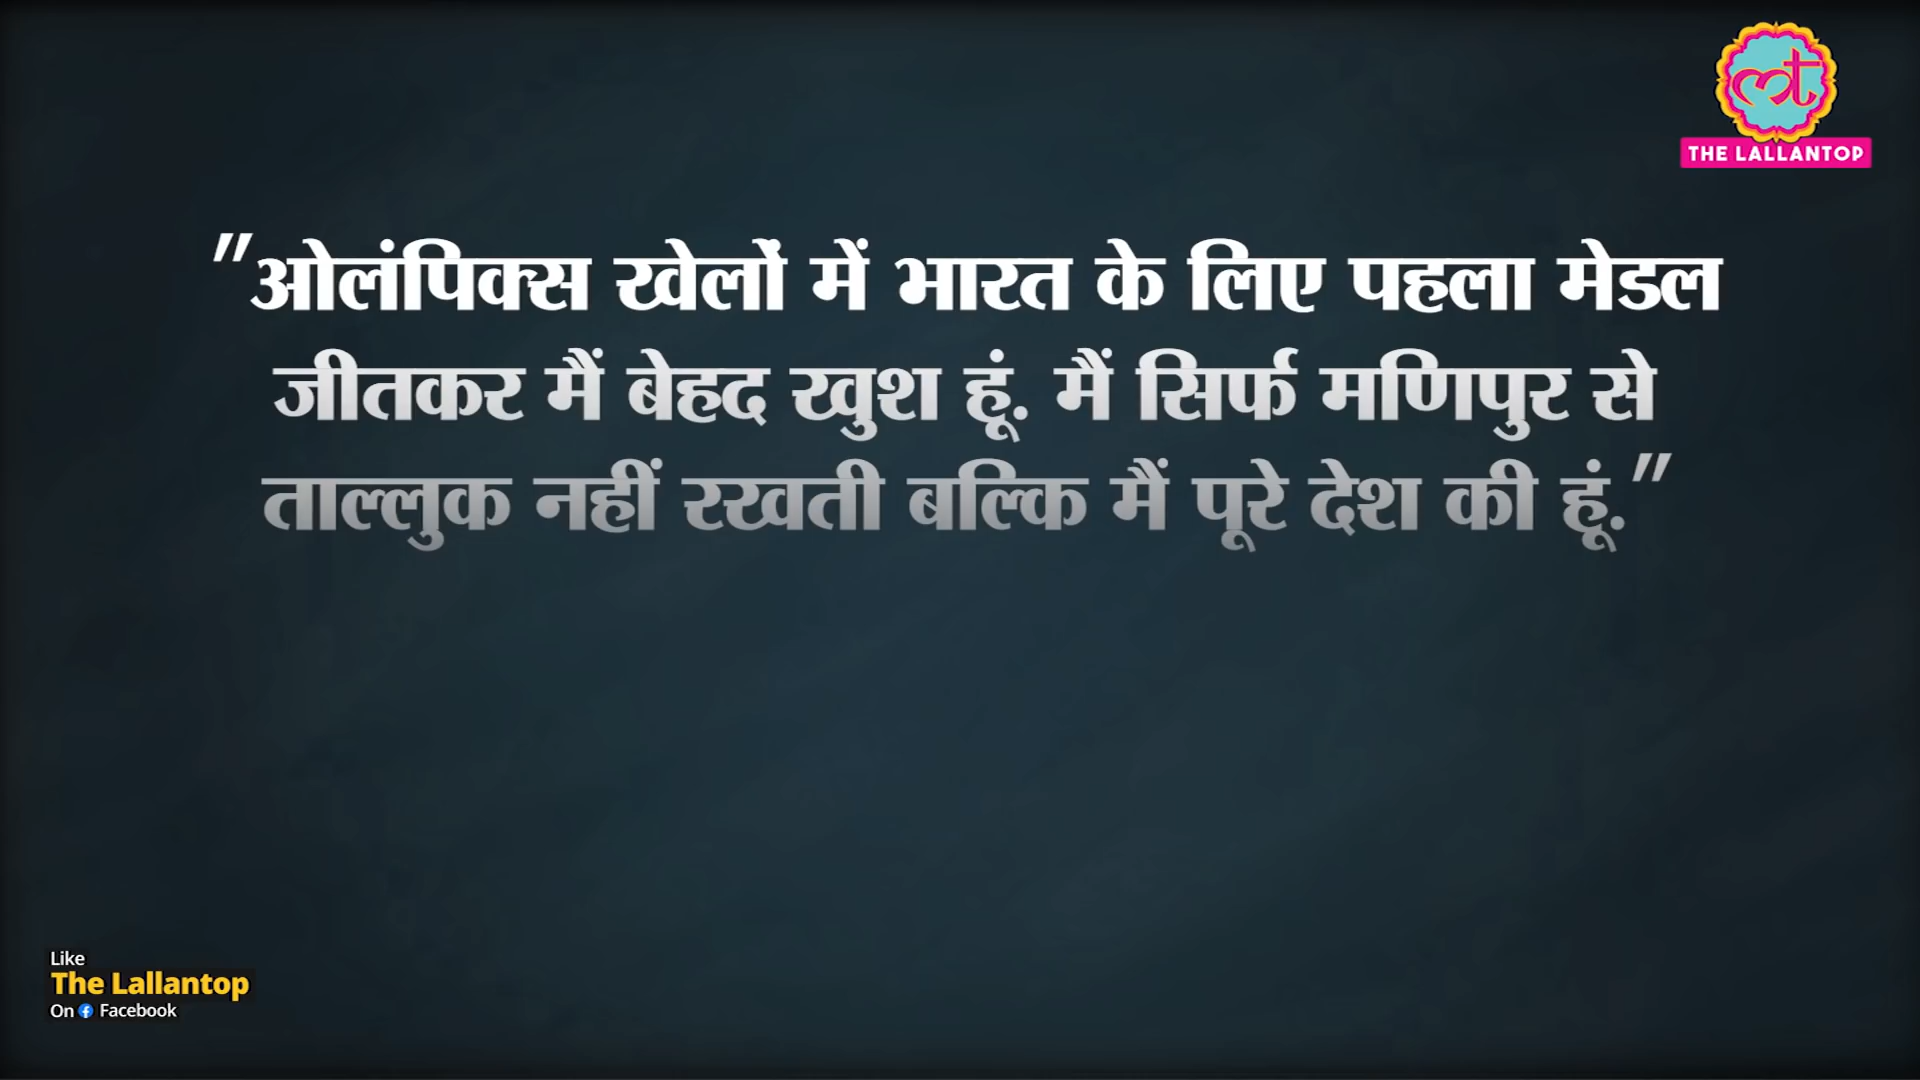 THE LALLANTOP
"ओलंपिक्स खेलों में भारत के लिए पहला मेडल
जीतकर मैं बेहद खुश हूं. मैं सिर्फ मणिपुर से
ताल्लुक नहीं रखती बल्कि मैं पूरे देश की हूं."
Like
The Lallantop
On Facebook